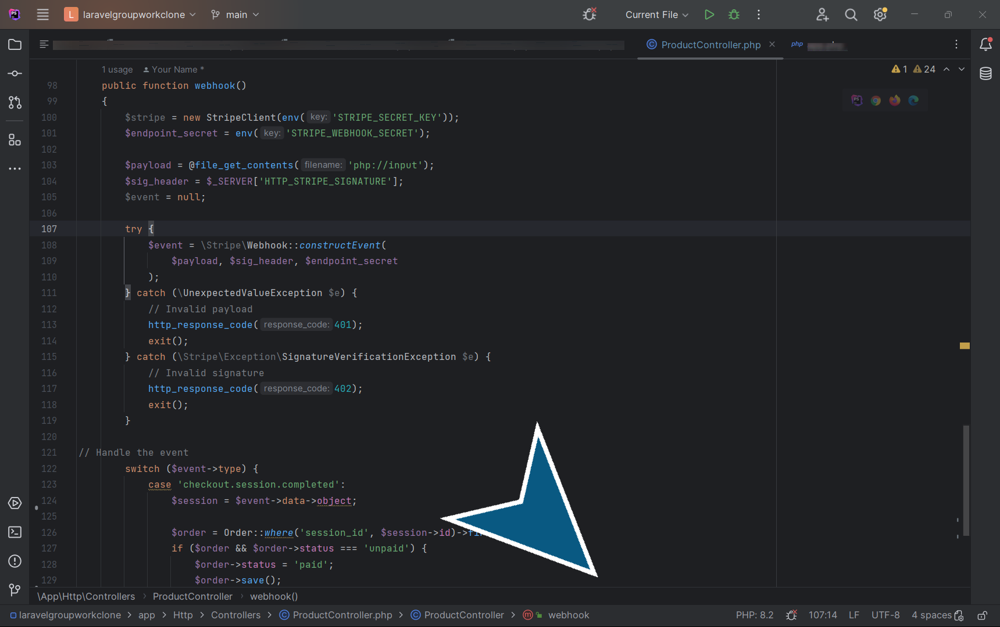 PS
L laravelgroupworkclone main Current File
ProductController.php php
1 usage Your Name *
1 24
98 public function webhook()
99 {
100 $stripe = new StripeClient(env( key: 'STRIPE_SECRET_KEY'));
101 $endpoint_secret = env( key: 'STRIPE_WEBHOOK_SECRET');
102
103 $payload = @file_get_contents( filename: 'php://input');
104 $sig_header = $_SERVER['HTTP_STRIPE_SIGNATURE'];
105 $event = null;
106
107 try {
108 $event = \Stripe\Webhook::constructEvent(
109 $payload, $sig_header, $endpoint_secret
110 );
111 } catch (\UnexpectedValueException $e) {
112 // Invalid payload
113 http_response_code( response_code: 401);
114 exit();
115 } catch (\Stripe\Exception\SignatureVerificationException $e) {
116 // Invalid signature
117 http_response_code( response_code: 402);
118 exit();
119 }
120
121 // Handle the event
122 switch ($event->type) {
123 case 'checkout.session.completed':
124 $session = $event->data->object;
125
126 $order = Order::where('session_id', $session->id)->
127 if ($order && $order->status === 'unpaid') {
128 $order->status = 'paid';
129 $order->save();
\App\Http\Controllers > ProductController > webhook()
laravelgroupworkclone > app > Http > Controllers > ProductController.php > ProductController > m webhook PHP: 8.2 107:14 LF UTF-8 4 spaces